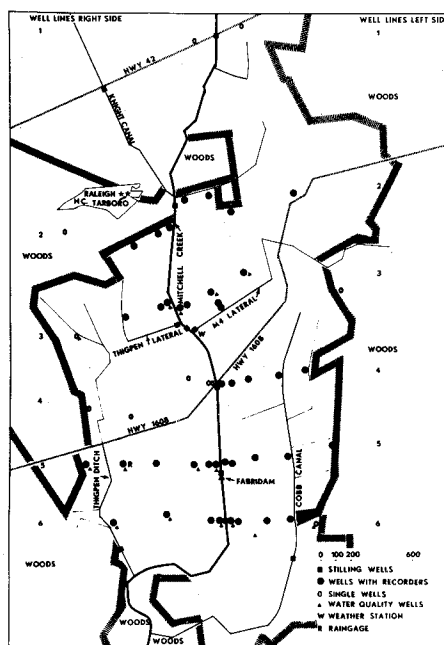 WELL LINES RIGHT SIDE
WELL LINES LEFT SIDE
1
1
HWY 42
KNIGHT CANAL
WOODS
WOODS
RALEIGH ★★
N.C. TARBORO
2
2
WOODS
MITCHELL CREEK
3
3
M4 LATERAL
THIGPEN LATERAL
W
HWY 1608
WOODS
4
4
HWY 1608
5
5
R
THIGPEN DITCH
FABRIDAM
COBB CANAL
6
6
WOODS
WOODS
WOODS
0 100 200 600
STILLING WELLS
WELLS WITH RECORDERS
SINGLE WELLS
WATER QUALITY WELLS
W WEATHER STATION
R RAINGAGE